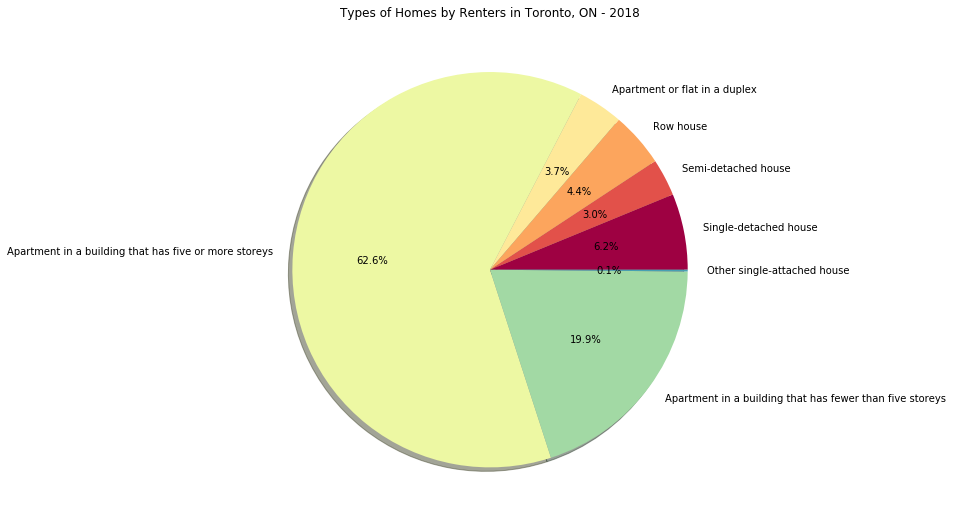 Types of Homes by Renters in Toronto, ON - 2018
Apartment or flat in a duplex
Row house
Semi-detached house
Single-detached house
Other single-attached house
Apartment in a building that has five or more storeys
Apartment in a building that has fewer than five storeys
3.7%
4.4%
3.0%
6.2%
0.1%
62.6%
19.9%